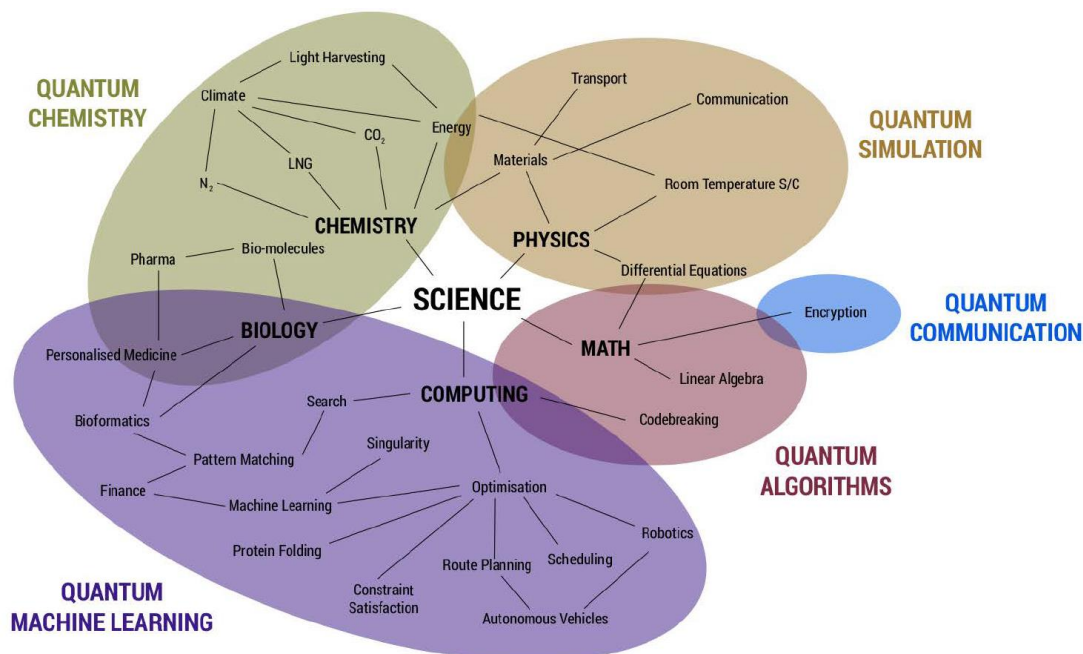 QUANTUM
CHEMISTRY
Light Harvesting
Climate
CO2
Energy
LNG
N2
CHEMISTRY
Transport
Communication
Materials
Room Temperature S/C
PHYSICS
Differential Equations
QUANTUM
SIMULATION
Pharma
Bio-molecules
SCIENCE
BIOLOGY
Personalised Medicine
Bioformatics
MATH
Encryption
QUANTUM
COMMUNICATION
Linear Algebra
Codebreaking
QUANTUM
ALGORITHMS
COMPUTING
Search
Singularity
Pattern Matching
Finance
Machine Learning
Optimisation
Protein Folding
Constraint
Satisfaction
Route Planning
Scheduling
Robotics
Autonomous Vehicles
QUANTUM
MACHINE LEARNING